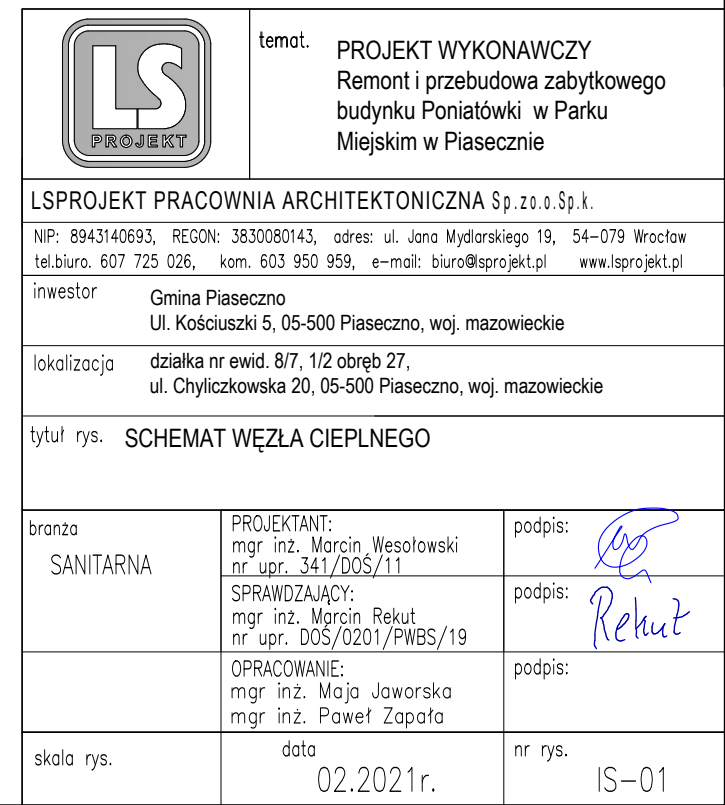 LS
PROJEKT
temat.
PROJEKT WYKONAWCZY
Remont i przebudowa zabytkowego
budynku Poniatówki w Parku
Miejskim w Piasecznie
LSPROJEKT PRACOWNIA ARCHITEKTONICZNA Sp.zo.o.Sp.k.
NIP: 8943140693, REGON: 3830080143, adres: ul. Jana Mydlarskiego 19, 54-079 Wrocław
tel.biuro. 607 725 026, kom. 603 950 959, e-mail: biuro@lsprojekt.pl www.lsprojekt.pl
inwestor
Gmina Piaseczno
Ul. Kościuszki 5, 05-500 Piaseczno, woj. mazowieckie
lokalizacja
działka nr ewid. 8/7, 1/2 obręb 27,
ul. Chyliczkowska 20, 05-500 Piaseczno, woj. mazowieckie
tytuł rys. SCHEMAT WĘZŁA CIEPLNEGO
branża
SANITARNA
PROJEKTANT:
mgr inż. Marcin Wesołowski
nr upr. 341/DOŚ/11
podpis:
SPRAWDZAJĄCY:
mgr inż. Marcin Rekut
nr upr. DOŚ/0201/PWBS/19
podpis:
Rekut
OPRACOWANIE:
mgr inż. Maja Jaworska
mgr inż. Paweł Zapała
podpis:
skala rys.
data
02.2021r.
nr rys.
IS-01